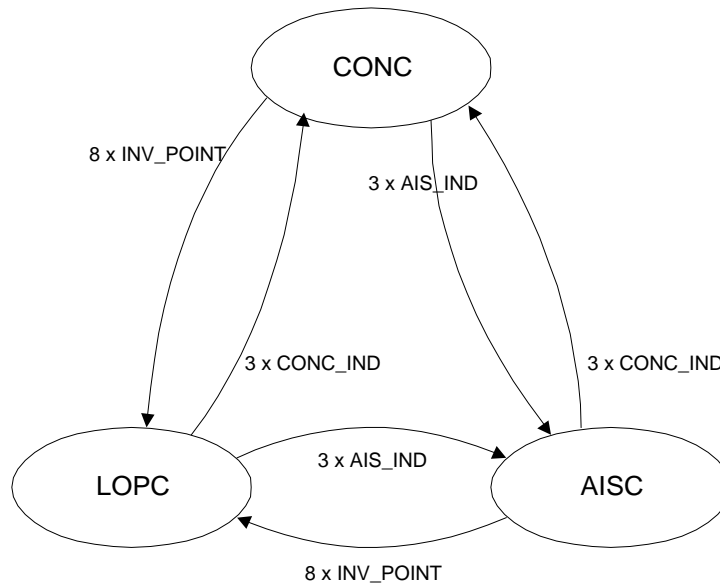 CONC
8 x INV_POINT
3 x AIS_IND
3 x CONC_IND
3 x CONC_IND
3 x AIS_IND
LOPC
AISC
8 x INV_POINT